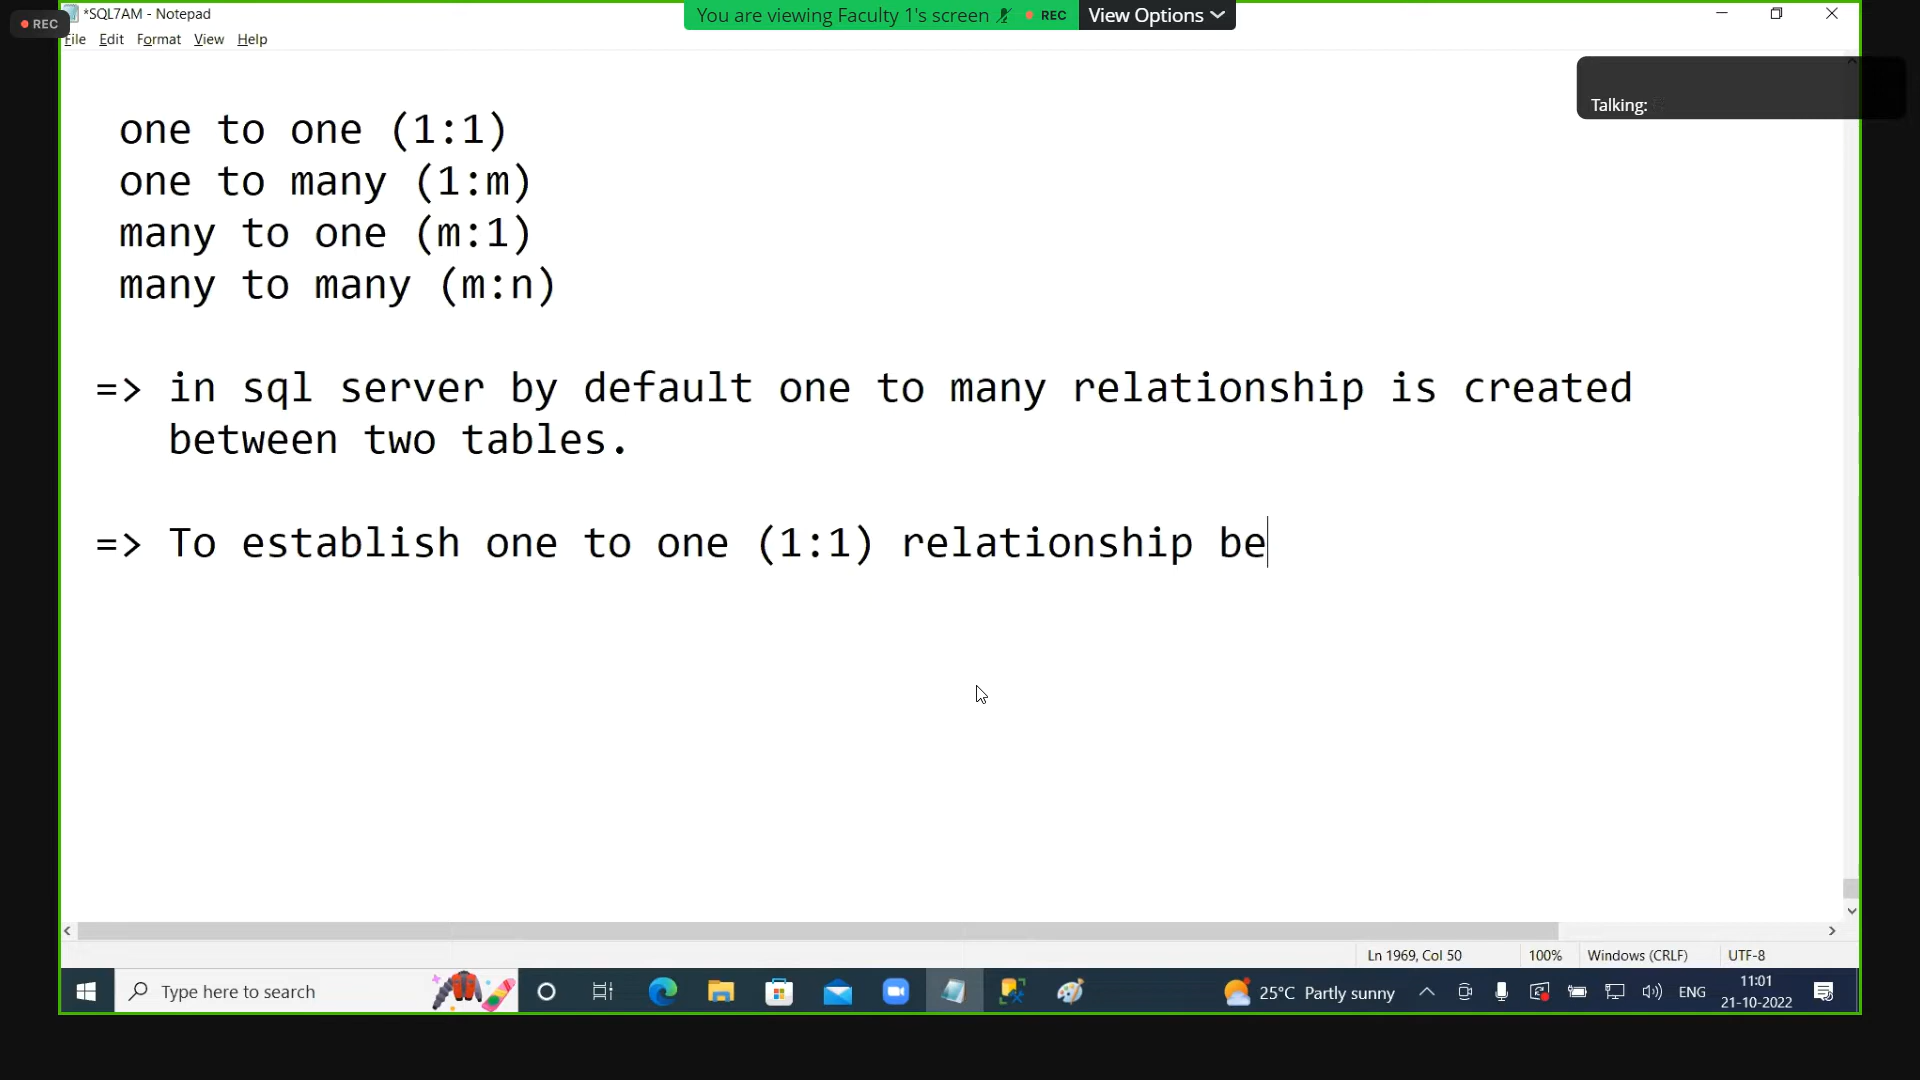 REC
*SQL7AM - Notepad
You are viewing Faculty 1's screen REC View Options
File Edit Format View Help
Talking:
one to one (1:1)
one to many (1:m)
many to one (m:1)
many to many (m:n)
=> in sql server by default one to many relationship is created
between two tables.
=> To establish one to one (1:1) relationship be
Ln 1969, Col 50 100% Windows (CRLF) UTF-8
Type here to search
25°C Partly sunny
ENG
11:01
21-10-2022